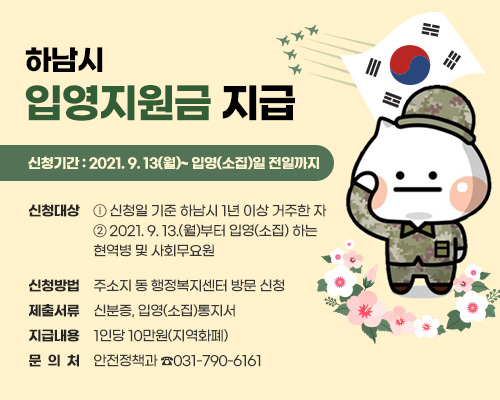 하남시
입영지원금 지급
신청기간 : 2021. 9. 13(월)~ 입영(소집)일 전일까지
신청대상 ① 신청일 기준 하남시 1년 이상 거주한 자
② 2021. 9. 13.(월)부터 입영(소집) 하는
현역병 및 사회무요원
신청방법 주소지 동 행정복지센터 방문 신청
제출서류 신분증, 입영(소집)통지서
지급내용 1인당 10만원(지역화폐)
문 의 처 안전정책과 ☎031-790-6161